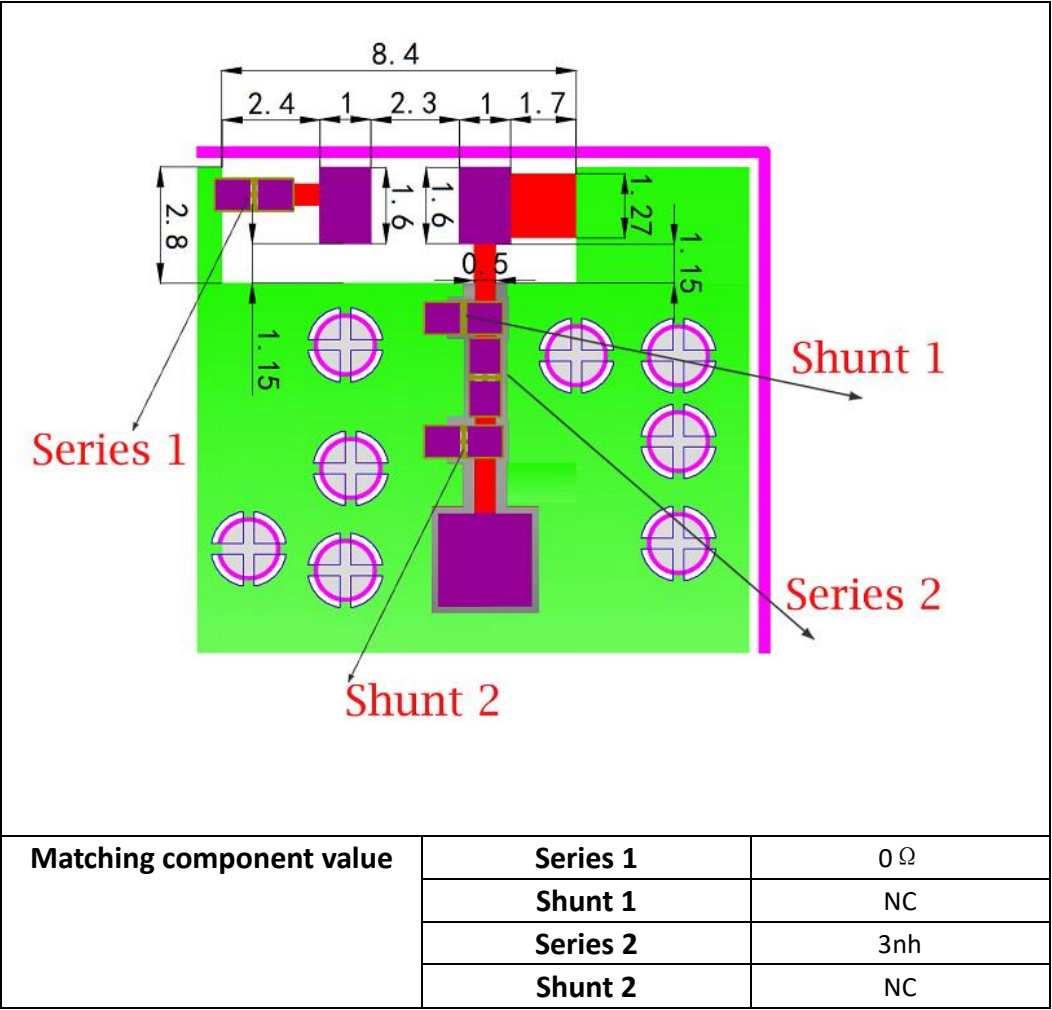 8.4
2.4 1 2.3 1 1.7
2.8
1.6
1.6
1.27
0.5
1.15
1.15
Shunt 1
Series 1
Series 2
Shunt 2
Matching component value Series 1 0Ω
Shunt 1 NC
Series 2 3nh
Shunt 2 NC